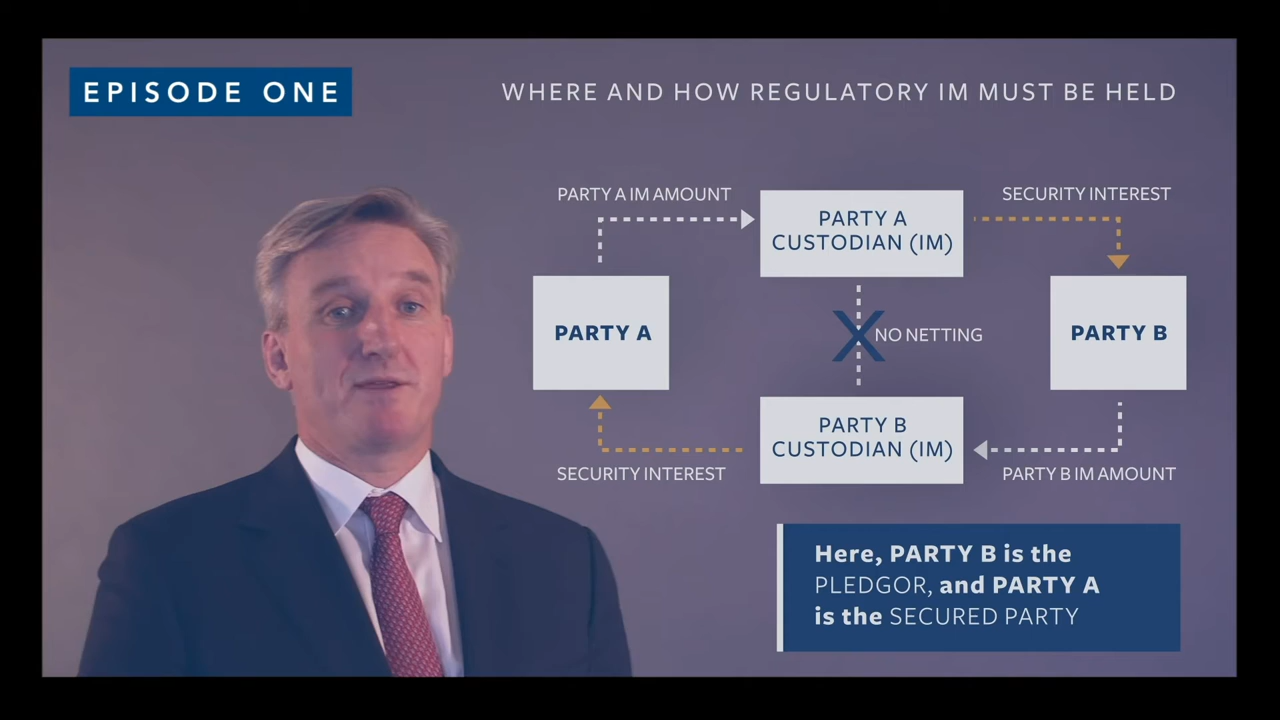 EPISODE ONE
WHERE AND HOW REGULATORY IM MUST BE HELD
PARTY A IM AMOUNT
PARTY A
CUSTODIAN (IM)
SECURITY INTEREST
PARTY A
X
NO NETTING
PARTY B
PARTY B
CUSTODIAN (IM)
SECURITY INTEREST
PARTY B IM AMOUNT
Here, PARTY B is the
PLEDGOR, and PARTY A
is the SECURED PARTY